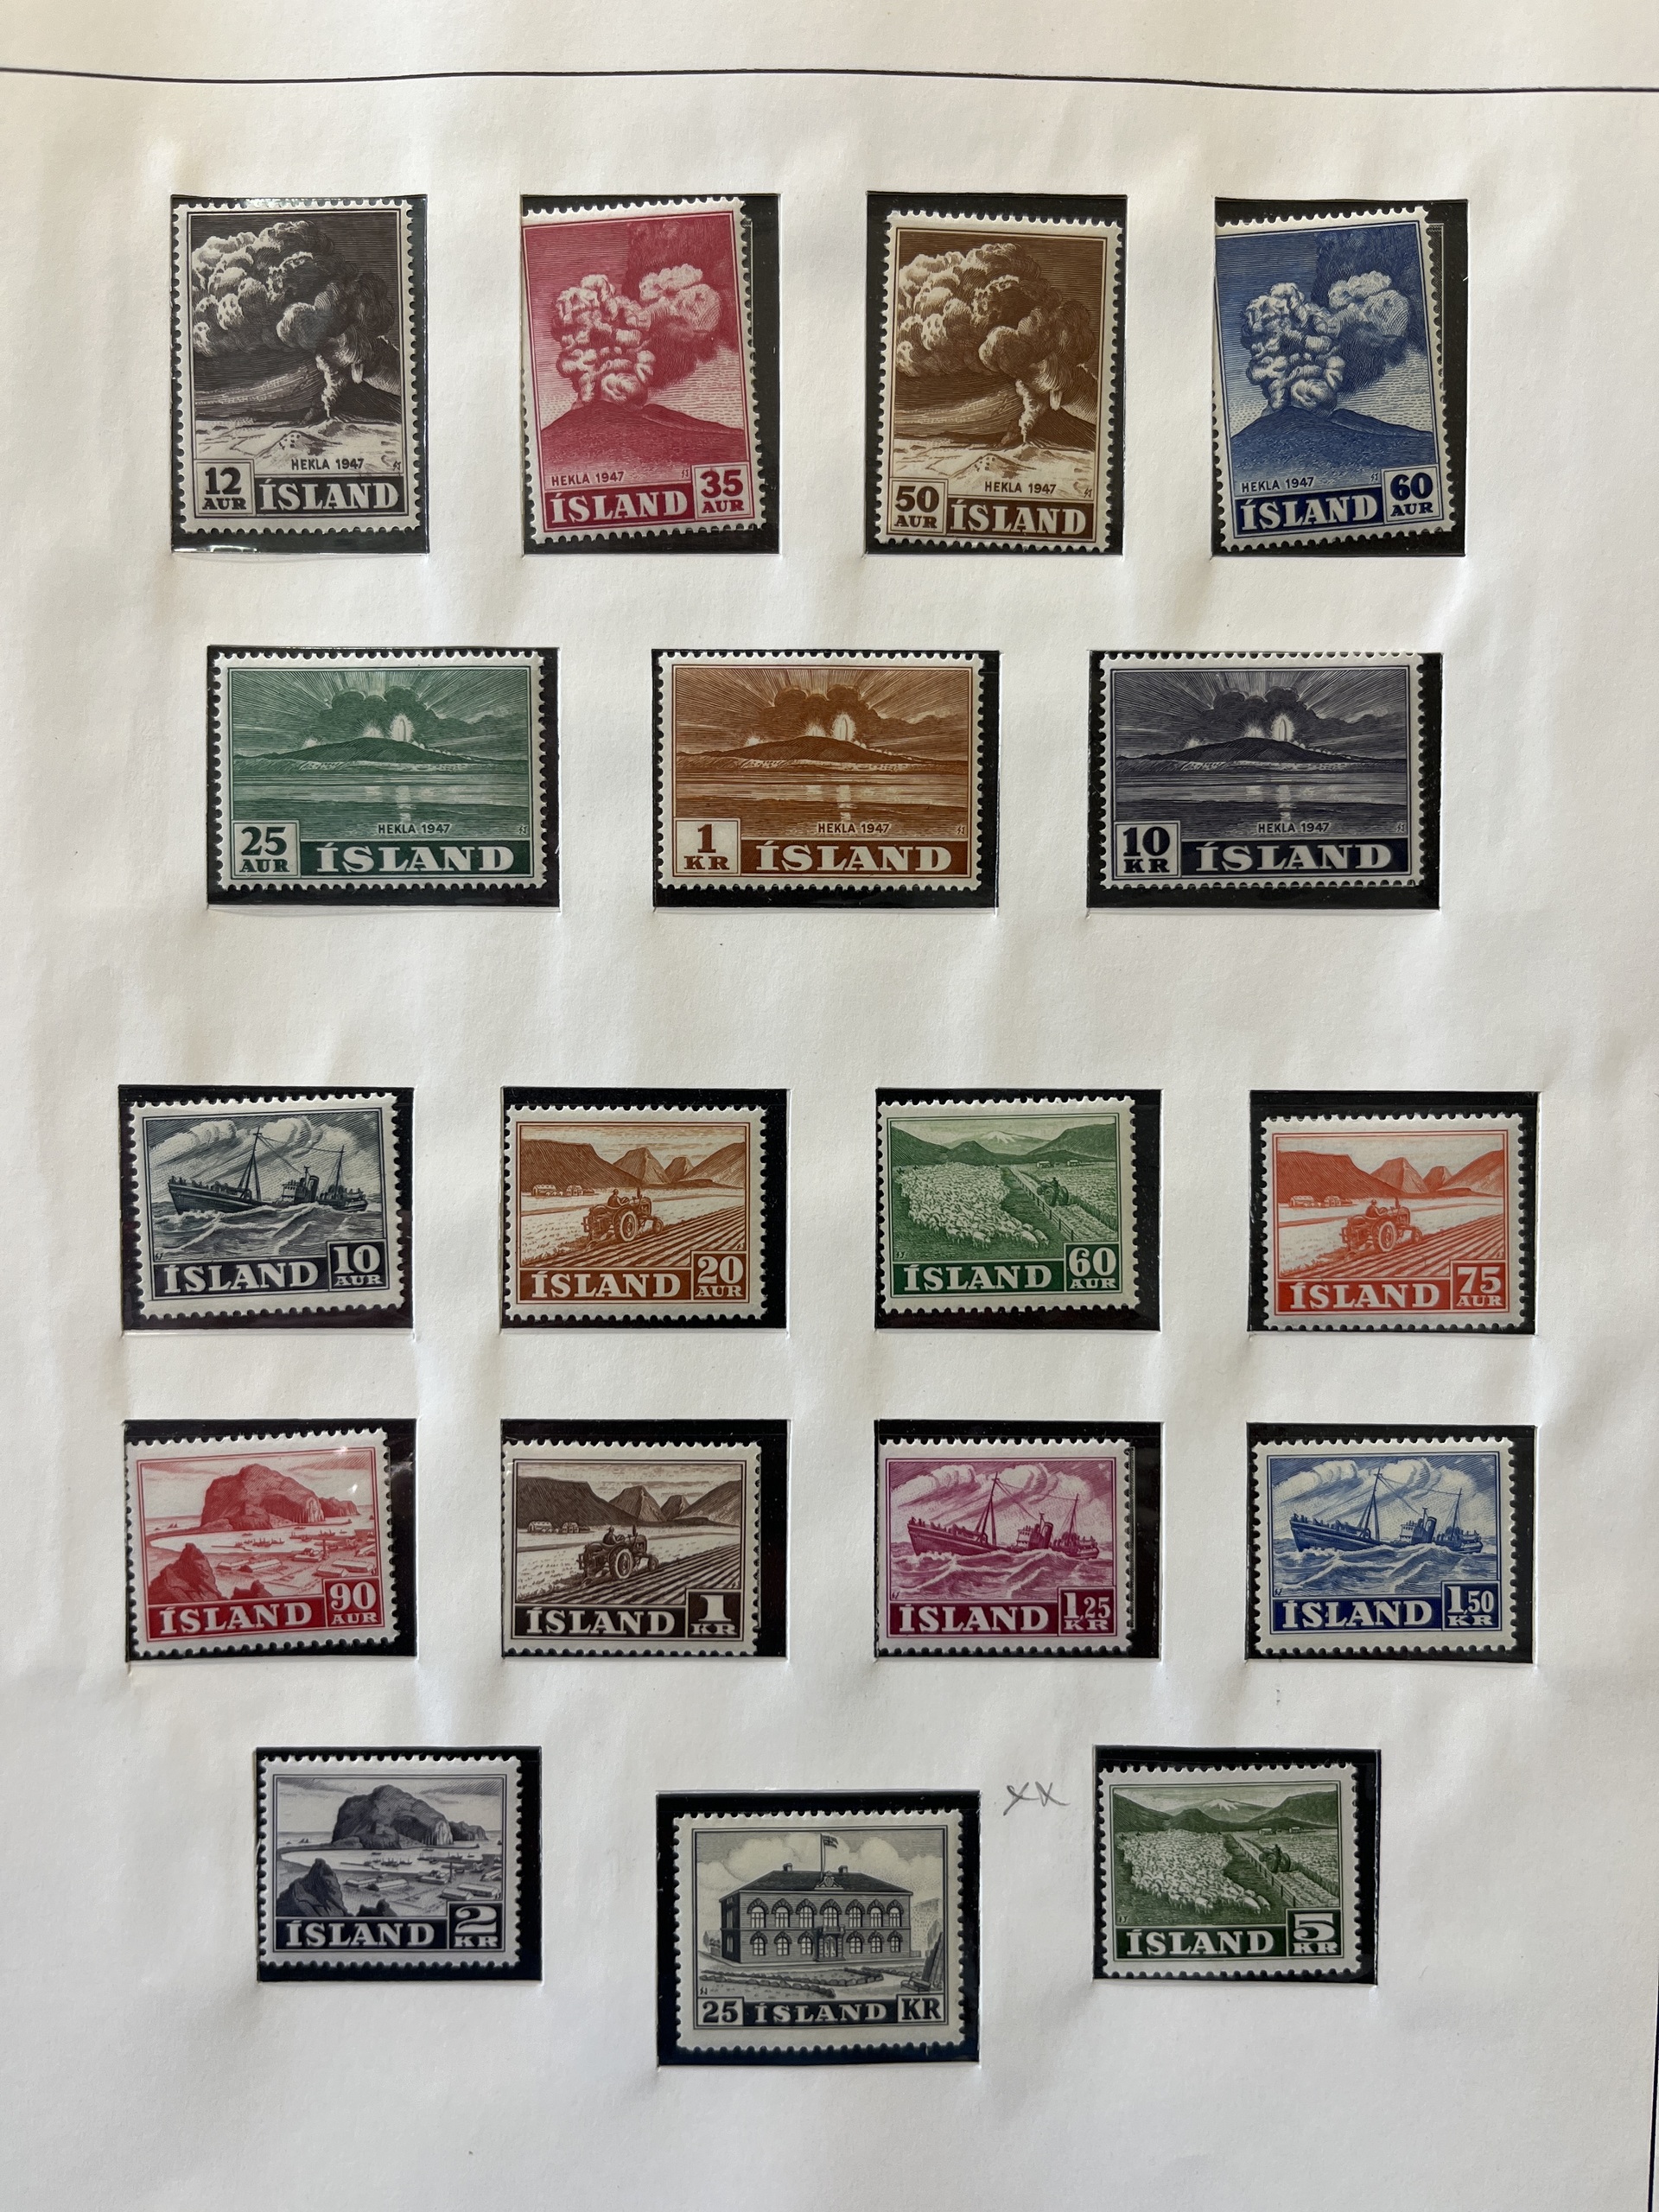 HEKLA 1947
12 AUR ÍSLAND
HEKLA 1947
ÍSLAND 35 AUR
HEKLA 1947
50 AUR ÍSLAND
HEKLA 1947
ÍSLAND 60 AUR
HEKLA 1947
25 AUR ÍSLAND
HEKLA 1947
1 KR ÍSLAND
HEKLA 1947
10 KR ÍSLAND
ÍSLAND 10 AUR
ÍSLAND 20 AUR
ÍSLAND 60 AUR
ÍSLAND 75 AUR
ÍSLAND 90 AUR
ÍSLAND 1 KR
ÍSLAND 1,25 KR
ÍSLAND 1,50 KR
ÍSLAND 2 KR
25 ÍSLAND KR
xx
ÍSLAND 5 KR